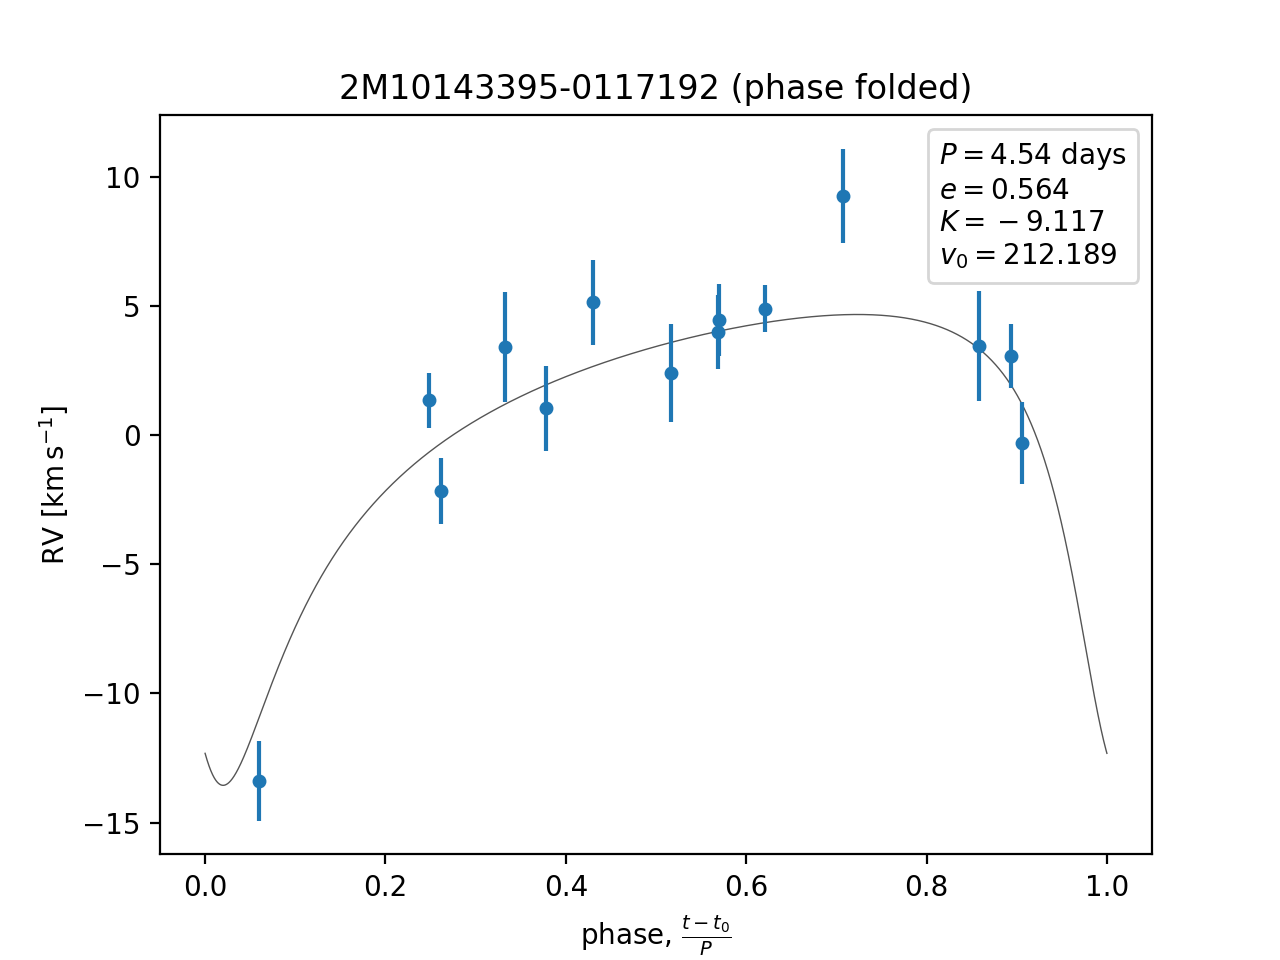 2M10143395-0117192 (phase folded)
P = 4.54 days
e = 0.564
K = −9.117
v₀ = 212.189
RV [km s⁻¹]
10
5
0
−5
−10
−15
0.0 0.2 0.4 0.6 0.8 1.0
phase, (t − t₀)/P